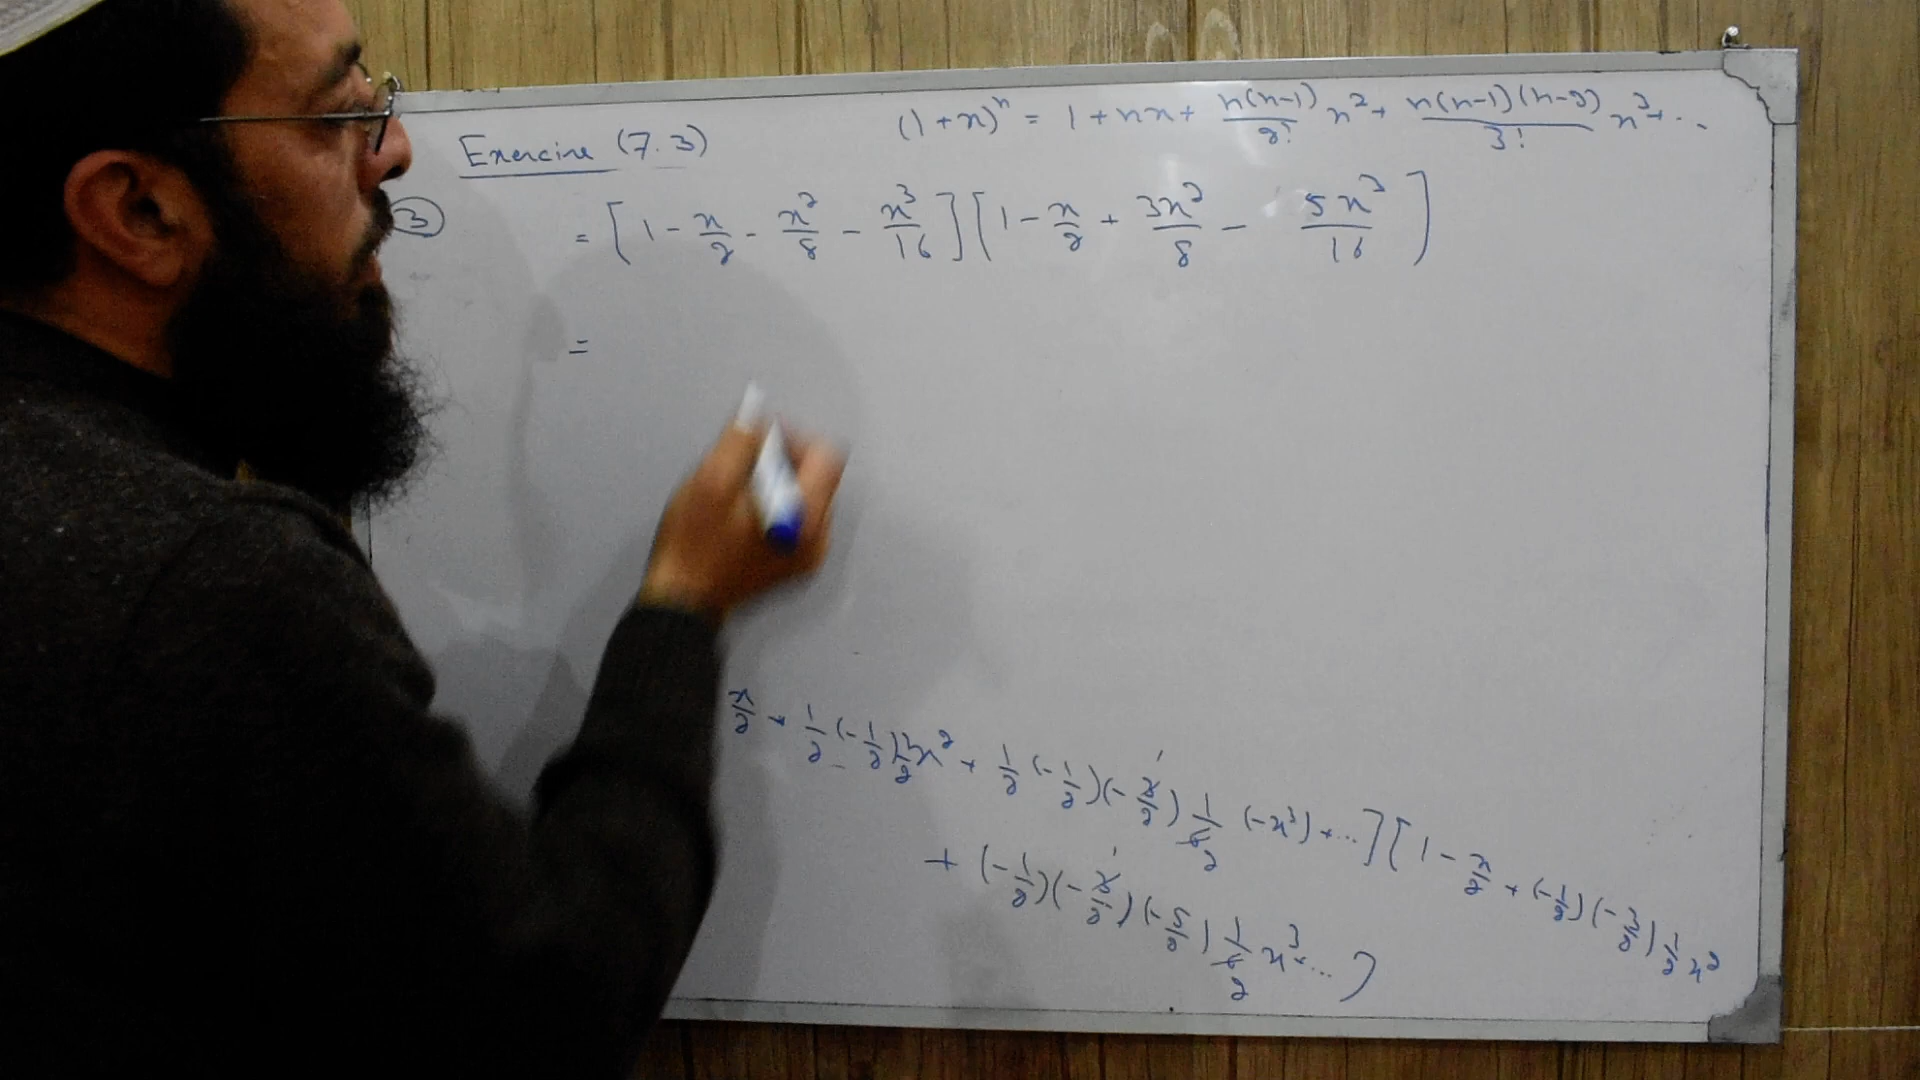 Exercise (7.3)
(1+x)^n = 1 + nx + n(n-1)/2! x^2 + n(n-1)(n-2)/3! x^3 + ...
③ = [1 - x/2 - x^2/8 - x^3/16][1 - x/2 + 3x^2/8 - 5x^3/16]
=
x/2 + 1/2 (-1/2) 1/2 x^2 + 1/2 (-1/2)(-3/2) 1/6 (-x^3) + ...][1 - x/2 + (-1/2)(-3/2) 1/2 x^2
+ (-1/2)(-3/2)(-5/2) 1/6 x^3 + ...]